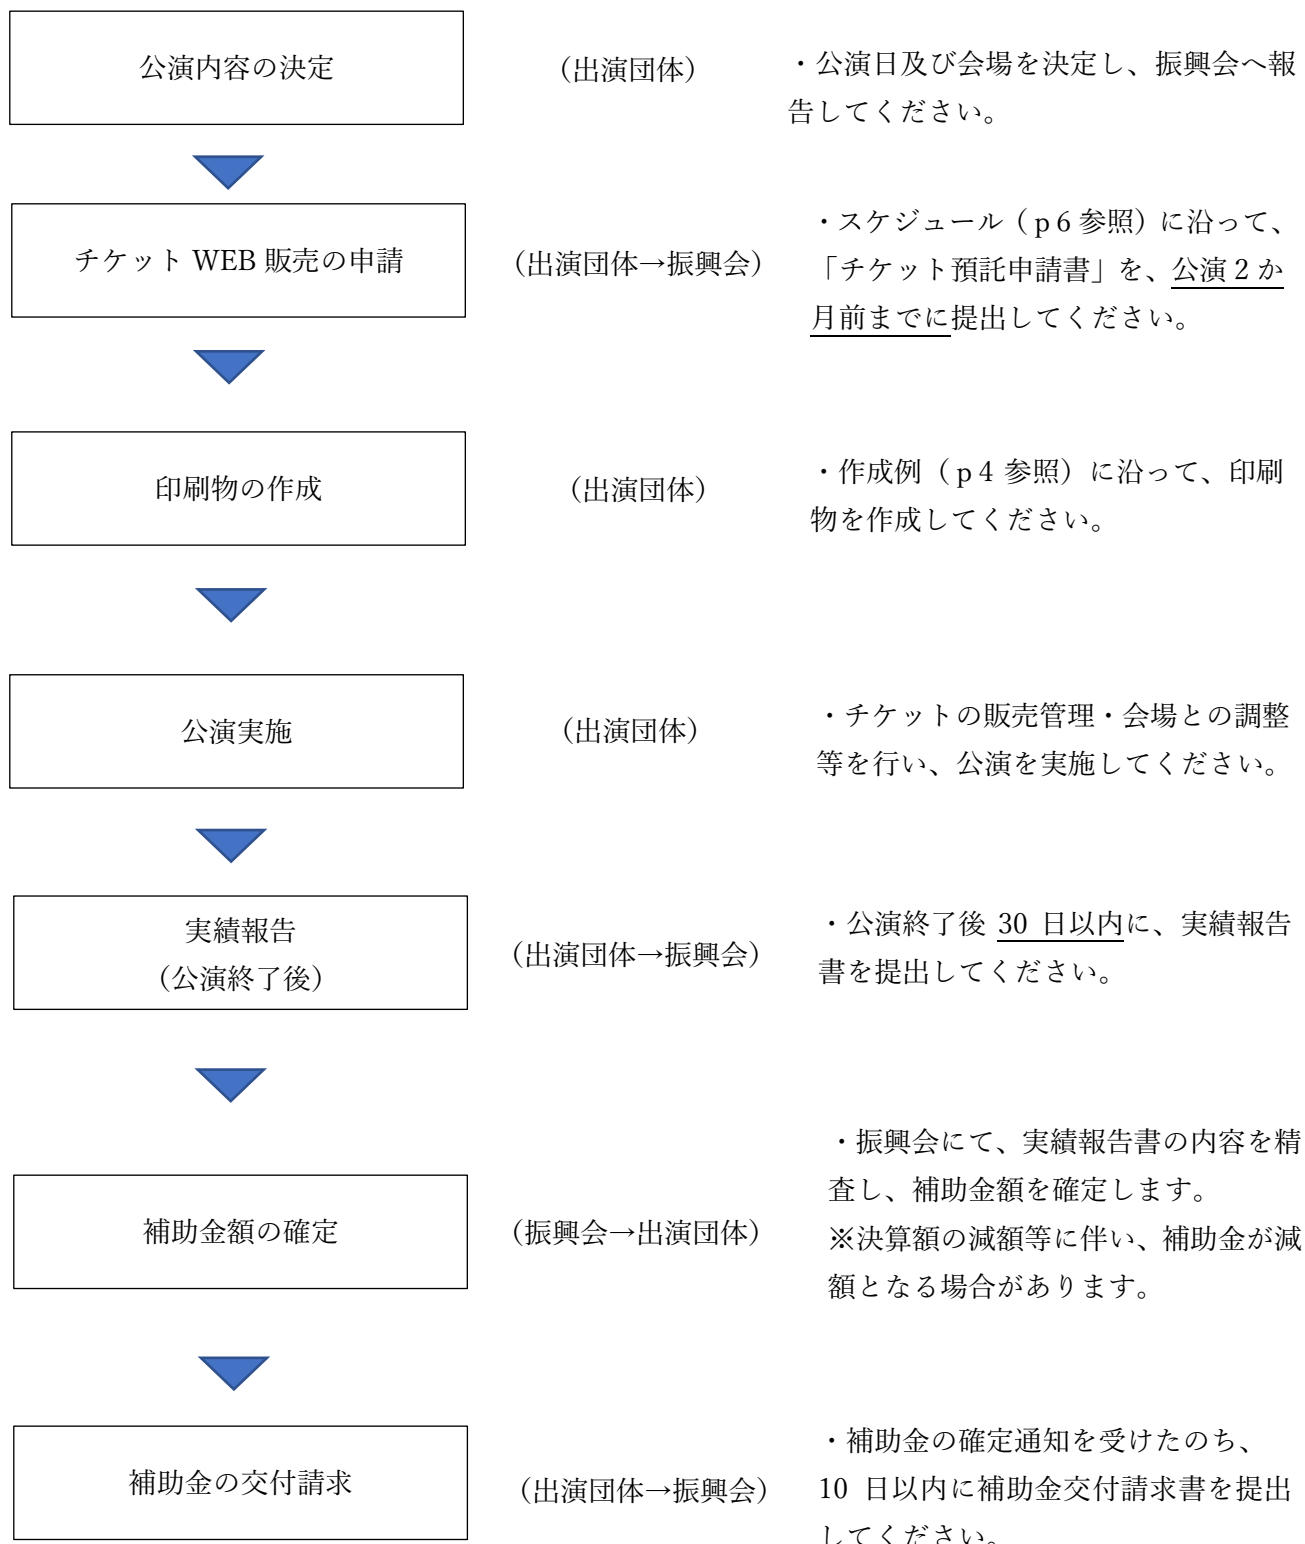 公演内容の決定
（出演団体）
・公演日及び会場を決定し、振興会へ報
告してください。
チケット WEB 販売の申請
（出演団体→振興会）
・スケジュール（ｐ６参照）に沿って、
「チケット預託申請書」を、公演２か
月前までに提出してください。
印刷物の作成
（出演団体）
・作成例（ｐ4 参照）に沿って、印刷
物を作成してください。
公演実施
（出演団体）
・チケットの販売管理・会場との調整
等を行い、公演を実施してください。
実績報告
（公演終了後）
（出演団体→振興会）
・公演終了後 30 日以内に、実績報告
書を提出してください。
補助金額の確定
（振興会→出演団体）
・振興会にて、実績報告書の内容を精
査し、補助金額を確定します。
※決算額の減額等に伴い、補助金が減
額となる場合があります。
補助金の交付請求
（出演団体→振興会）
・補助金の確定通知を受けたのち、
10 日以内に補助金交付請求書を提出
してください。